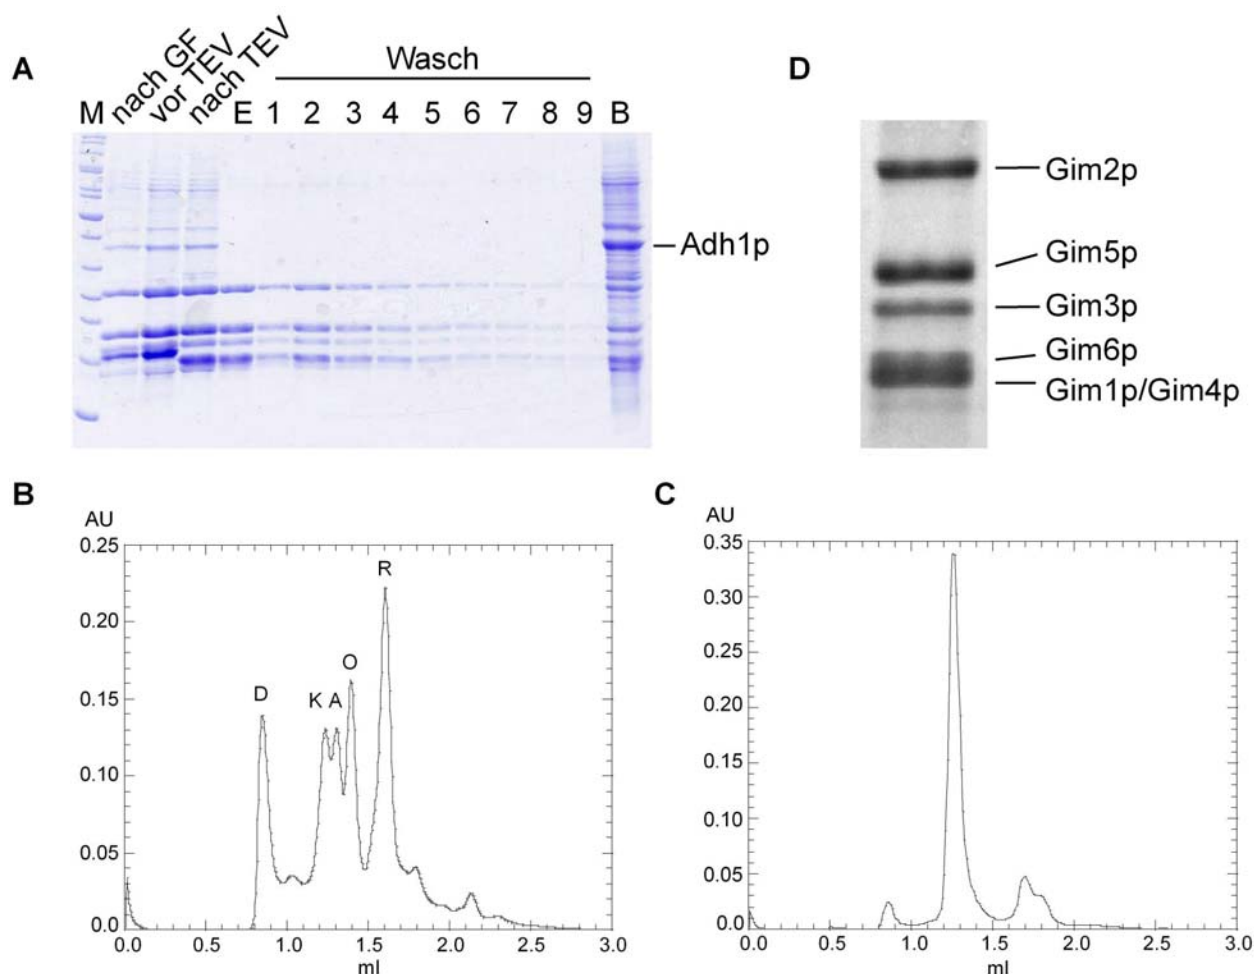 A
M nach GF vor TEV nach TEV E 1 2 3 4 5 6 7 8 9 B
Wasch
Adh1p
D
Gim2p
Gim5p
Gim3p
Gim6p
Gim1p/Gim4p
B
AU
0.25
0.20
0.15
0.10
0.05
0.0
D K A O R
0.0 0.5 1.0 1.5 2.0 2.5 3.0
ml
C
AU
0.35
0.30
0.25
0.20
0.15
0.10
0.05
0.0
0.0 0.5 1.0 1.5 2.0 2.5 3.0
ml